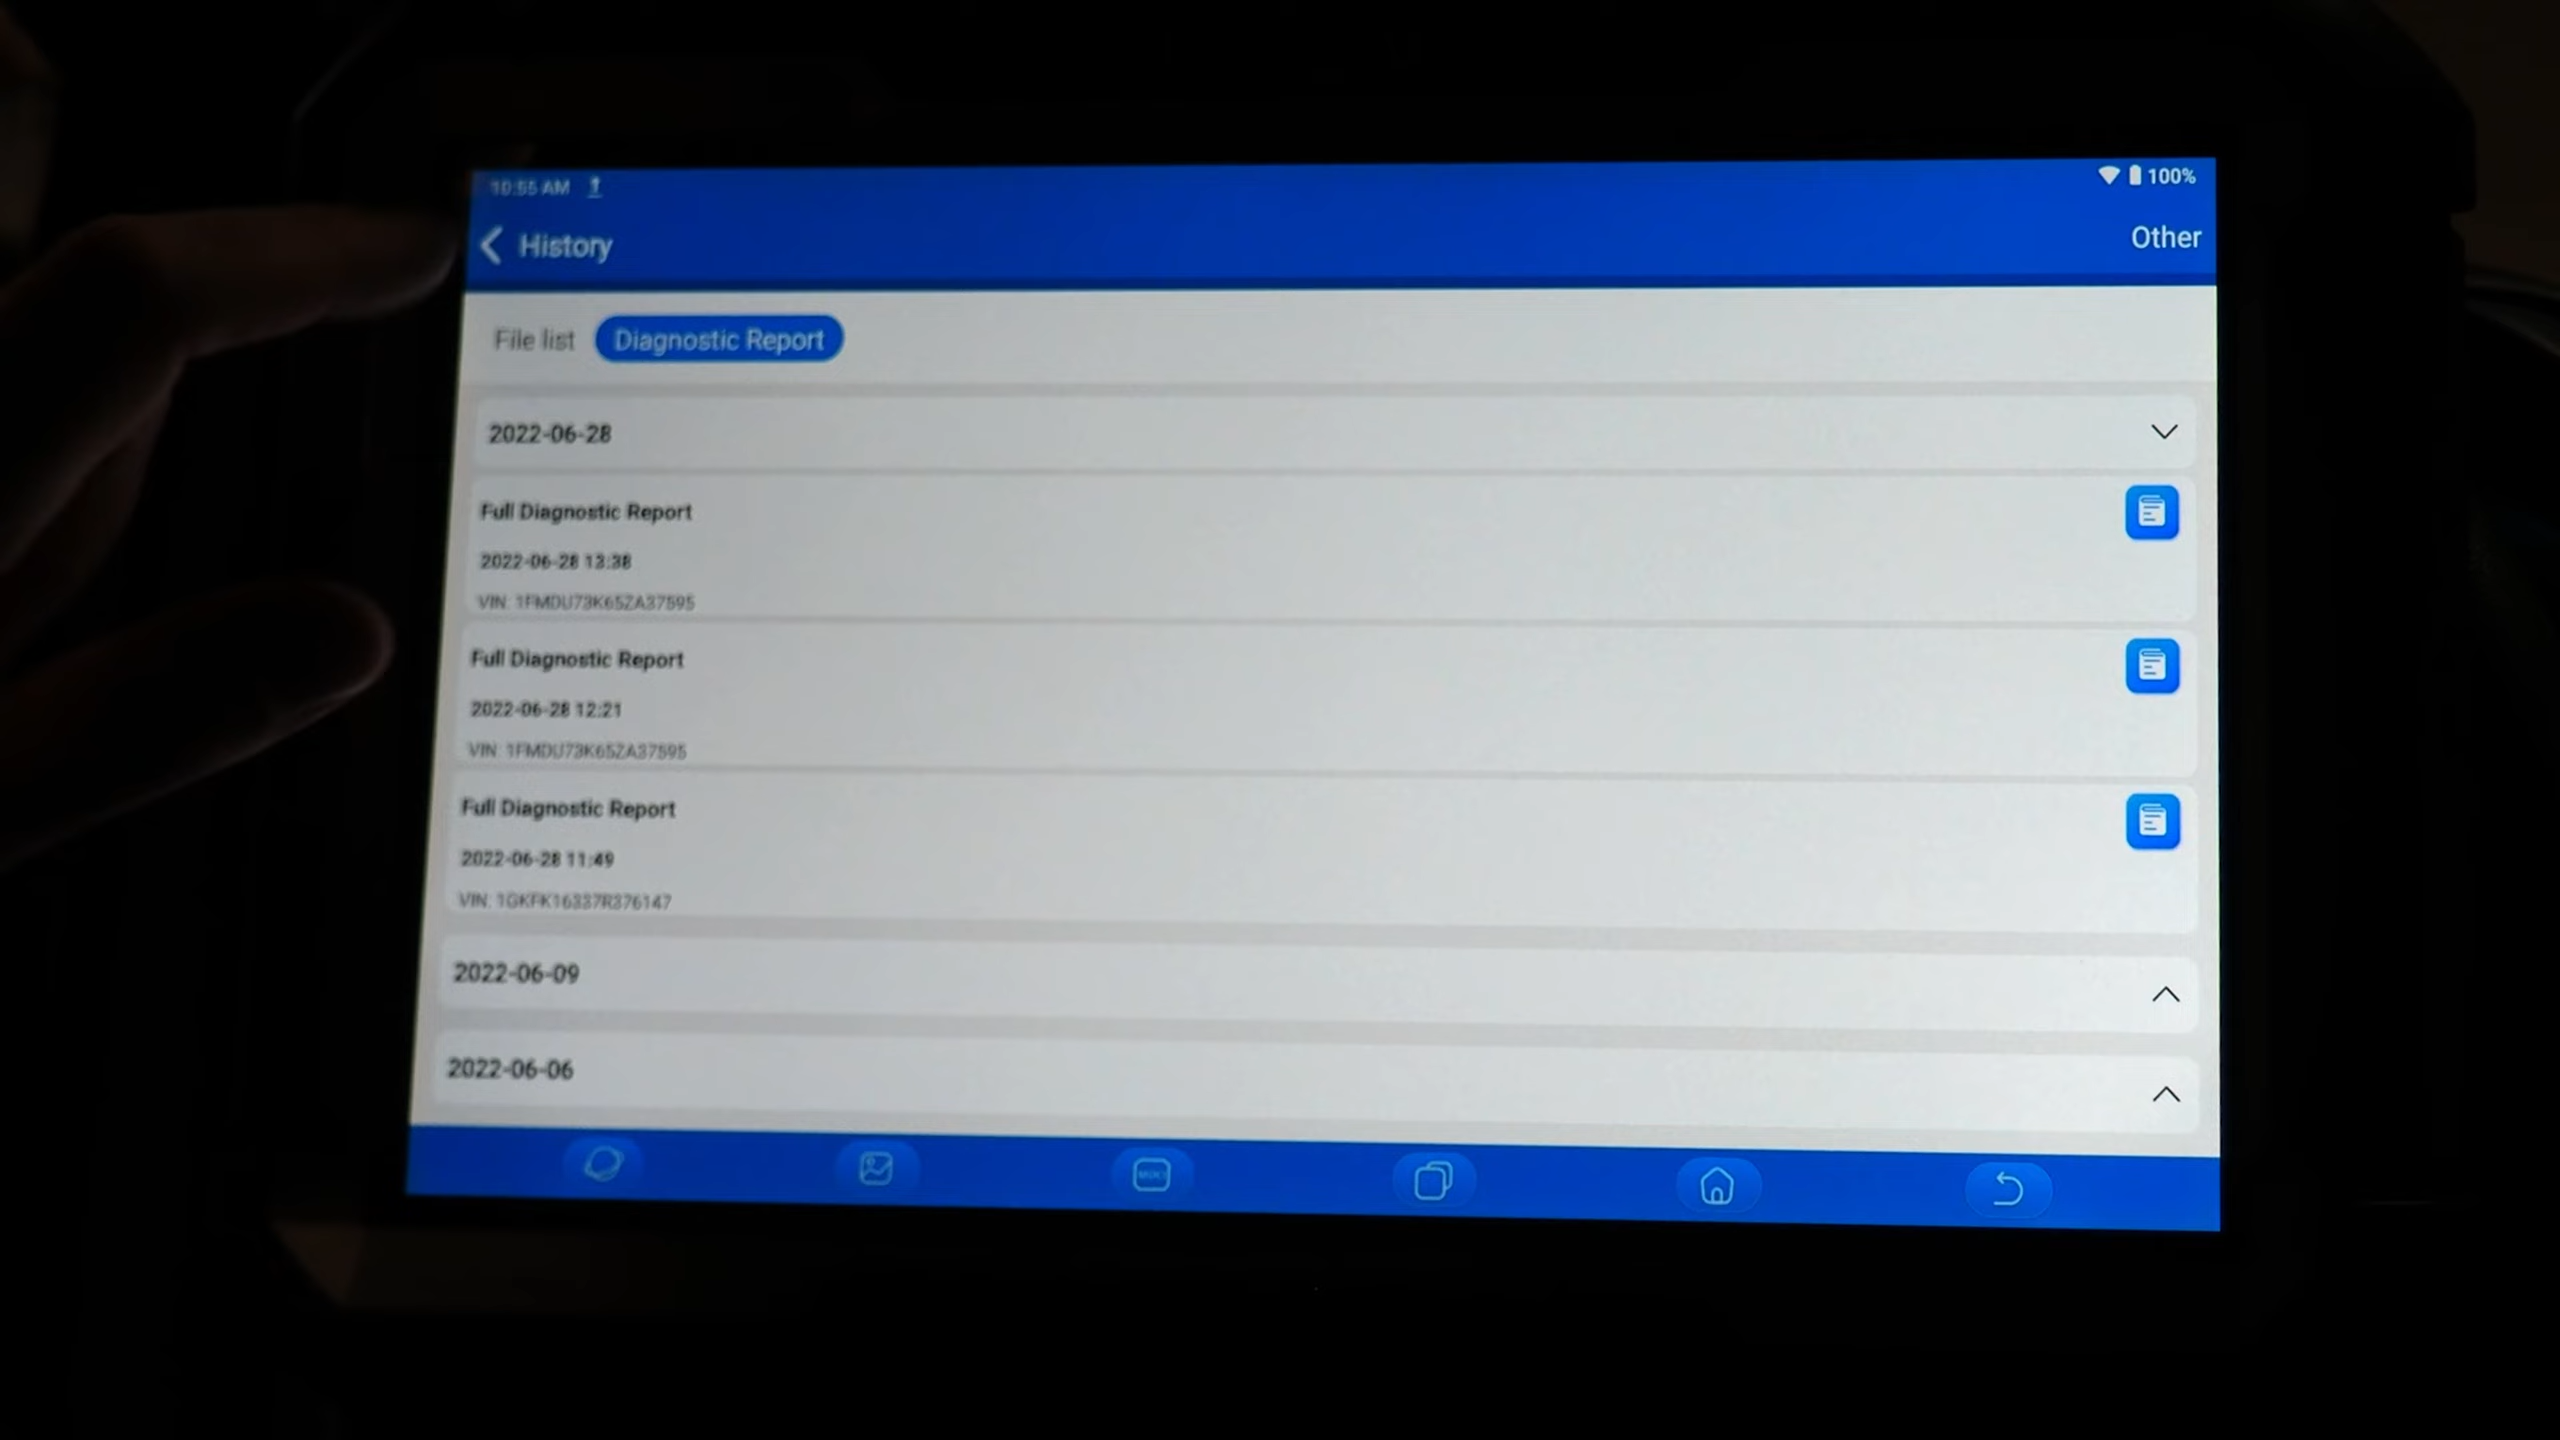 10:55 AM
100%
History
Other
File list
Diagnostic Report
2022-06-28
Full Diagnostic Report
2022-06-28 13:38
VIN: 1FMDU73K65ZA37595
Full Diagnostic Report
2022-06-28 12:21
VIN: 1FMDU73K65ZA37595
Full Diagnostic Report
2022-06-28 11:49
VIN: 1GKFK16337R376147
2022-06-09
2022-06-06